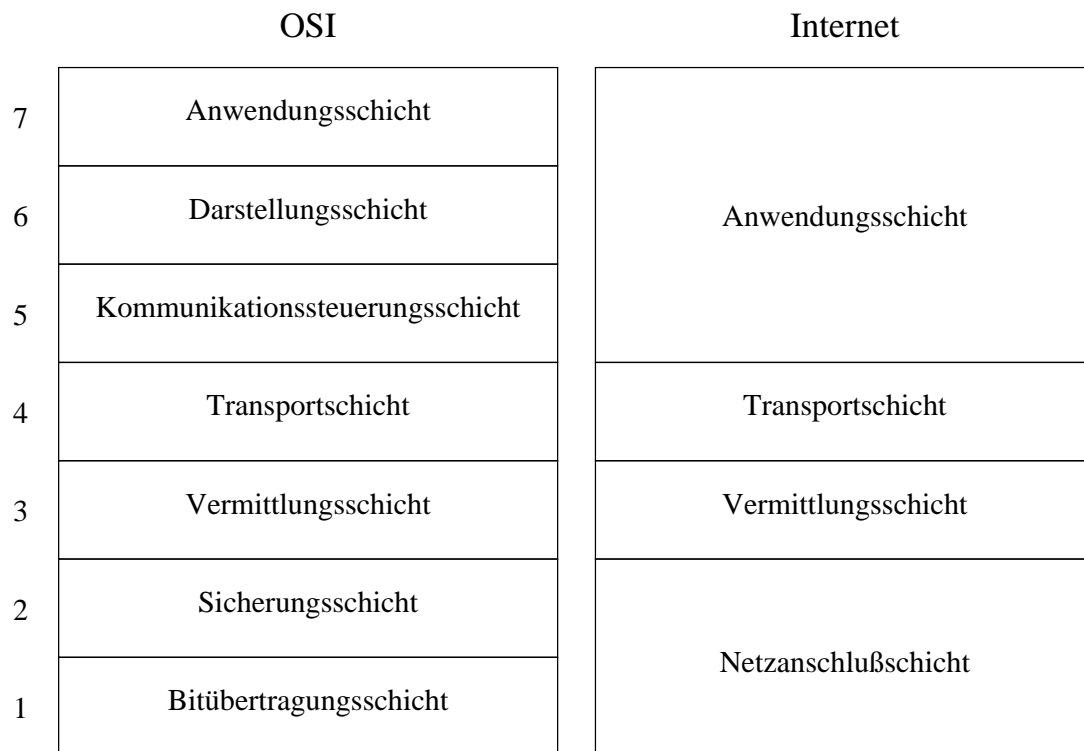 OSI
Internet
7
Anwendungsschicht
6
Darstellungsschicht
Anwendungsschicht
5
Kommunikationssteuerungsschicht
4
Transportschicht
Transportschicht
3
Vermittlungsschicht
Vermittlungsschicht
2
Sicherungsschicht
Netzanschlußschicht
1
Bitübertragungsschicht